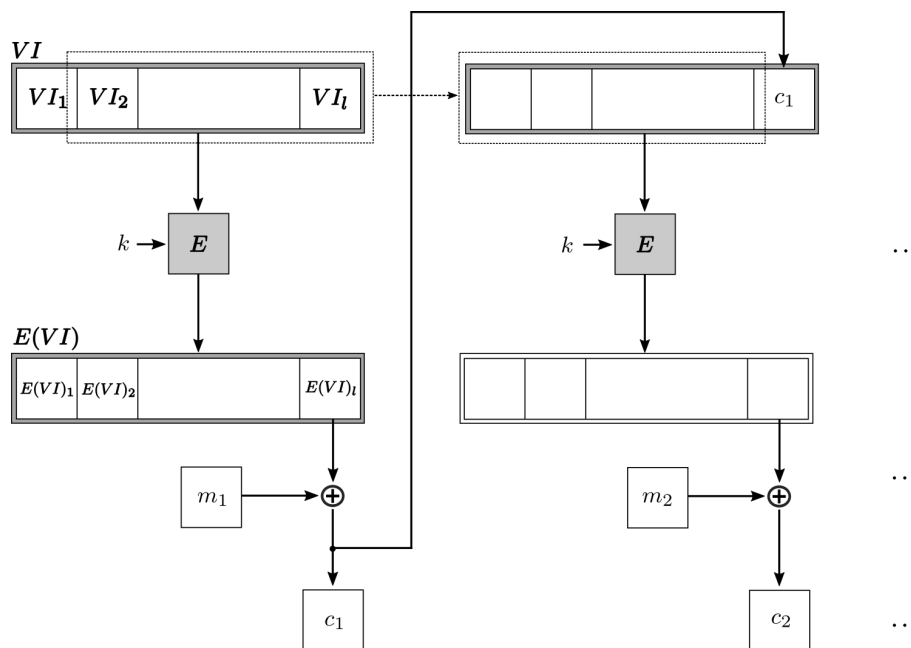 VI
VI₁ VI₂ VIₗ c₁
k E k E . .
E(VI)
E(VI)₁ E(VI)₂ E(VI)ₗ
m₁ m₂ . .
c₁ c₂ . .